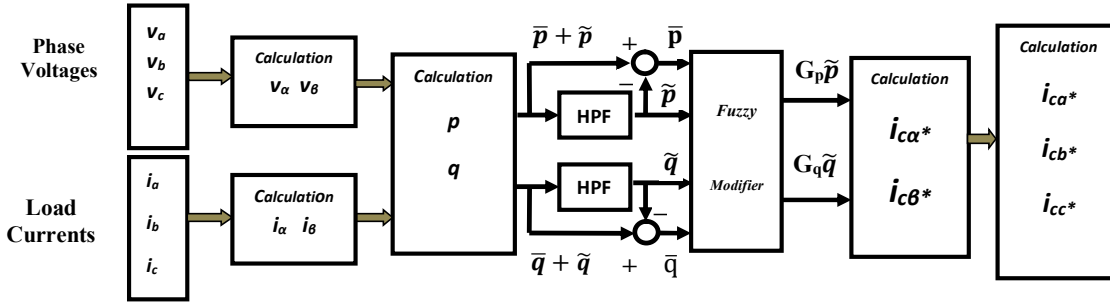 Phase
Voltages
v_a
v_b
v_c
Calculation
v_α v_β
Load
Currents
i_a
i_b
i_c
Calculation
i_α i_β
Calculation
p
q
p̅ + p̃
+
p̅
−
HPF
p̃
HPF
q̃
−
q̅ + q̃
+
q̅
Fuzzy
Modifier
G_p p̃
G_q q̃
Calculation
i_cα*
i_cβ*
Calculation
i_ca*
i_cb*
i_cc*